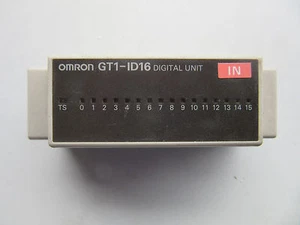 OMRON GT1-ID16 DIGITAL UNIT
IN
TS 0 1 2 3 4 5 6 7 8 9 10 11 12 13 14 15